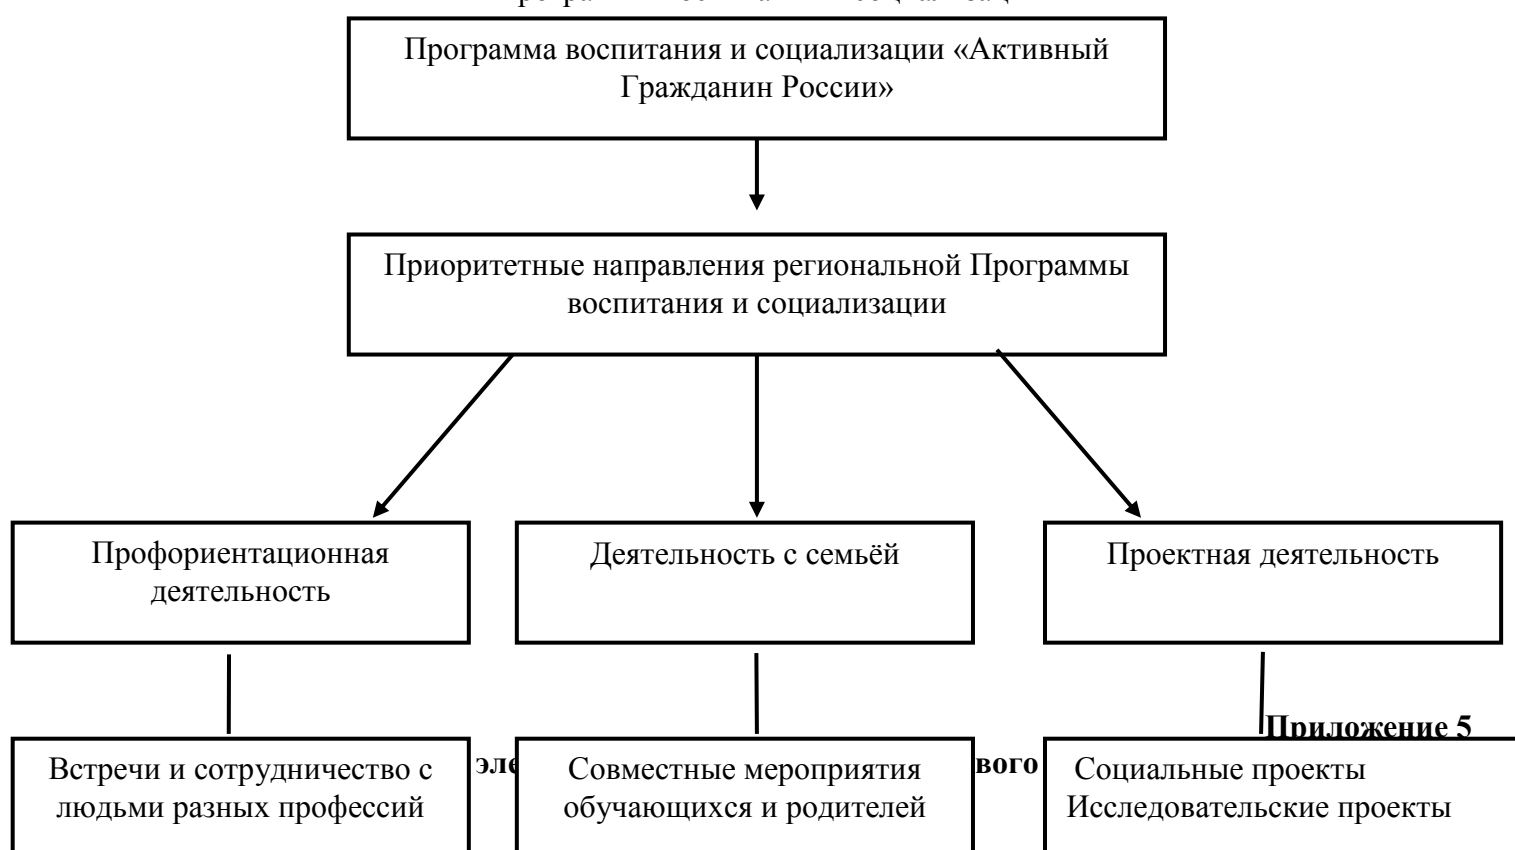 Программа воспитания и социализации «Активный
Гражданин России»
Приоритетные направления региональной Программы
воспитания и социализации
Профориентационная
деятельность
Деятельность с семьёй
Проектная деятельность
Приложение 5
Встречи и сотрудничество с
людьми разных профессий
Совместные мероприятия
обучающихся и родителей
Социальные проекты
Исследовательские проекты